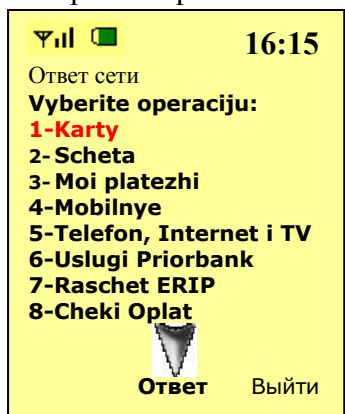 16:15
Ответ сети
Vyberite operaciju:
1-Karty
2- Scheta
3- Moi platezhi
4-Mobilnye
5-Telefon, Internet i TV
6-Uslugi Priorbank
7-Raschet ERIP
8-Cheki Oplat
Ответ Выйти